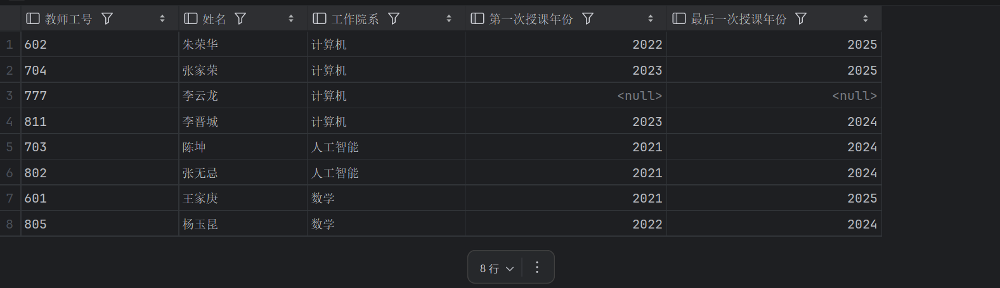 教师工号 姓名 工作院系 第一次授课年份 最后一次授课年份
1 602 朱荣华 计算机 2022 2025
2 704 张家荣 计算机 2023 2025
3 777 李云龙 计算机 <null> <null>
4 811 李晋城 计算机 2023 2024
5 703 陈坤 人工智能 2021 2024
6 802 张无忌 人工智能 2021 2024
7 601 王家庚 数学 2021 2025
8 805 杨玉昆 数学 2022 2024
8 行